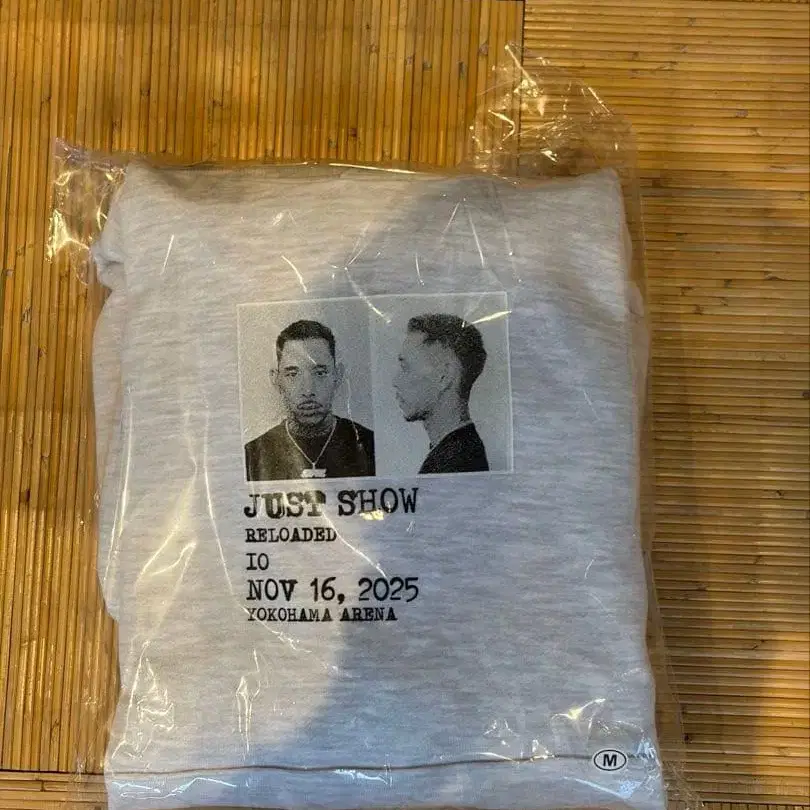 JUST SHOW
RELOADED
IO
NOV 16, 2025
YOKOHAMA ARENA
M